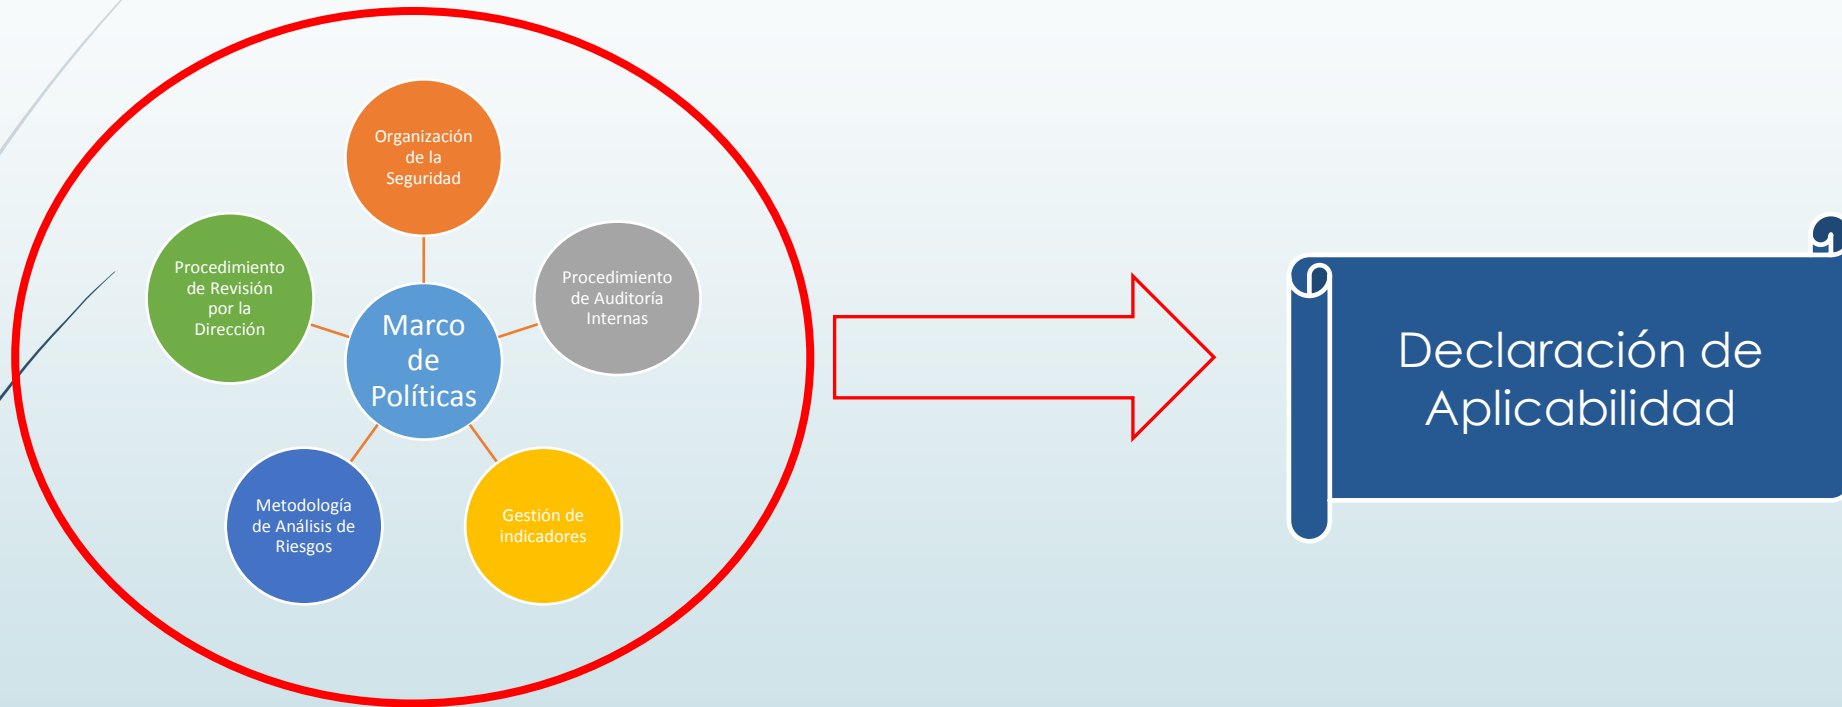 Organización
de la
Seguridad
Procedimiento
de Revisión
por la
Dirección
Procedimiento
de Auditoría
Internas
Marco
de
Políticas
Metodología
de Análisis de
Riesgos
Gestión de
indicadores
Declaración de
Aplicabilidad